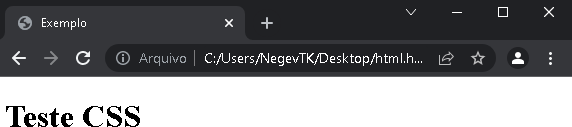 Exemplo
Arquivo C:/Users/NegevTK/Desktop/html.h...
Teste CSS